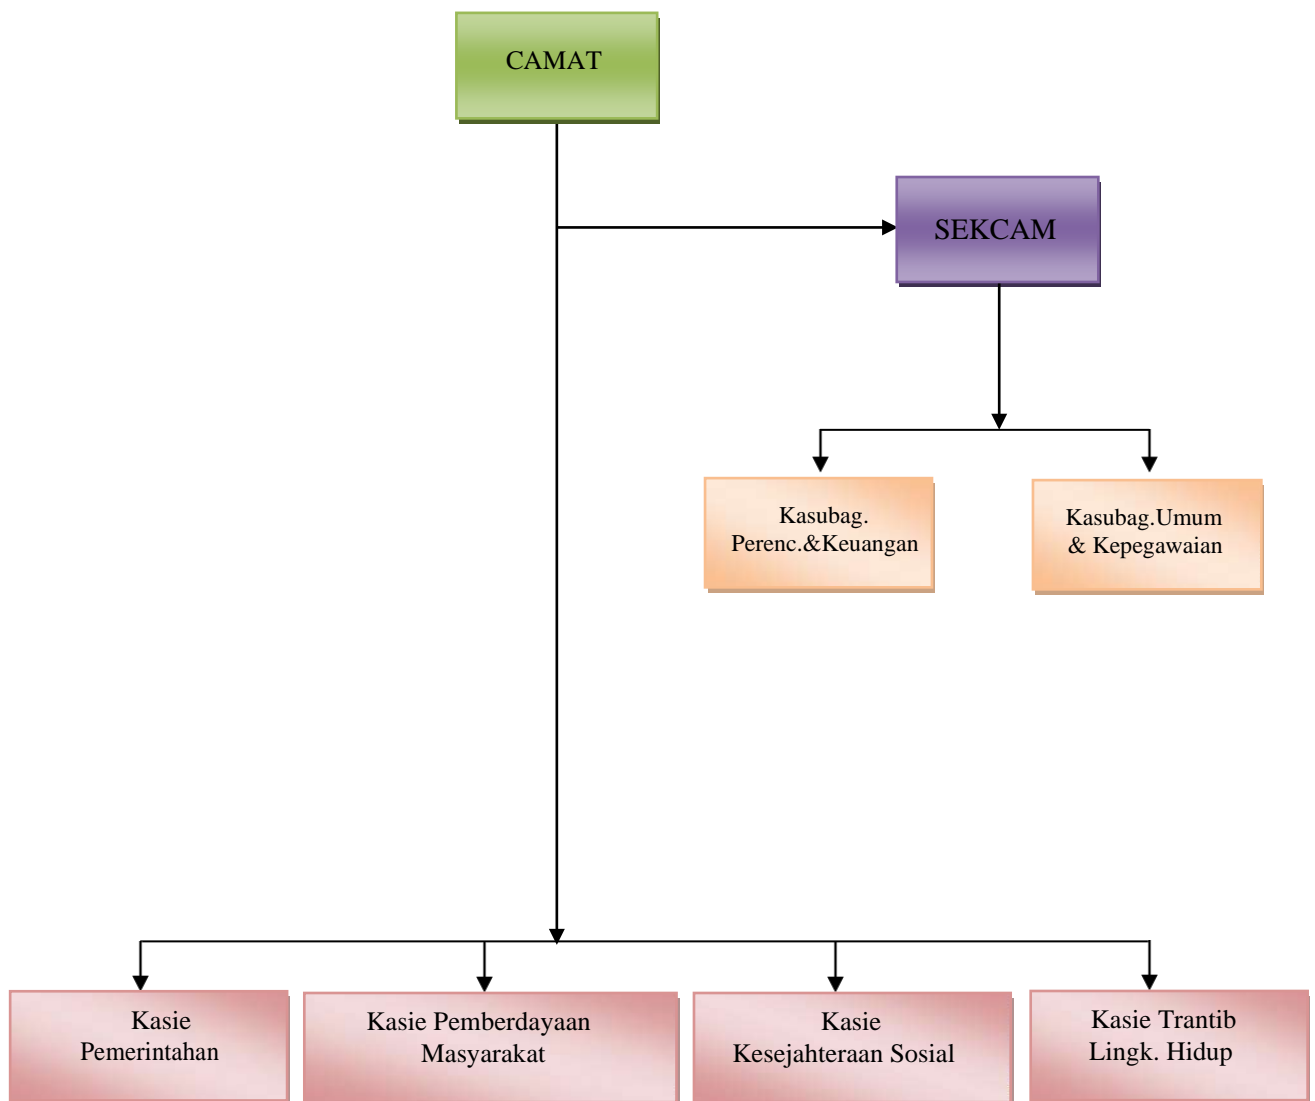 CAMAT
SEKCAM
Kasubag.
Perenc.&Keuangan
Kasubag.Umum
& Kepegawaian
Kasie
Pemerintahan
Kasie Pemberdayaan
Masyarakat
Kasie
Kesejahteraan Sosial
Kasie Trantib
Lingk. Hidup